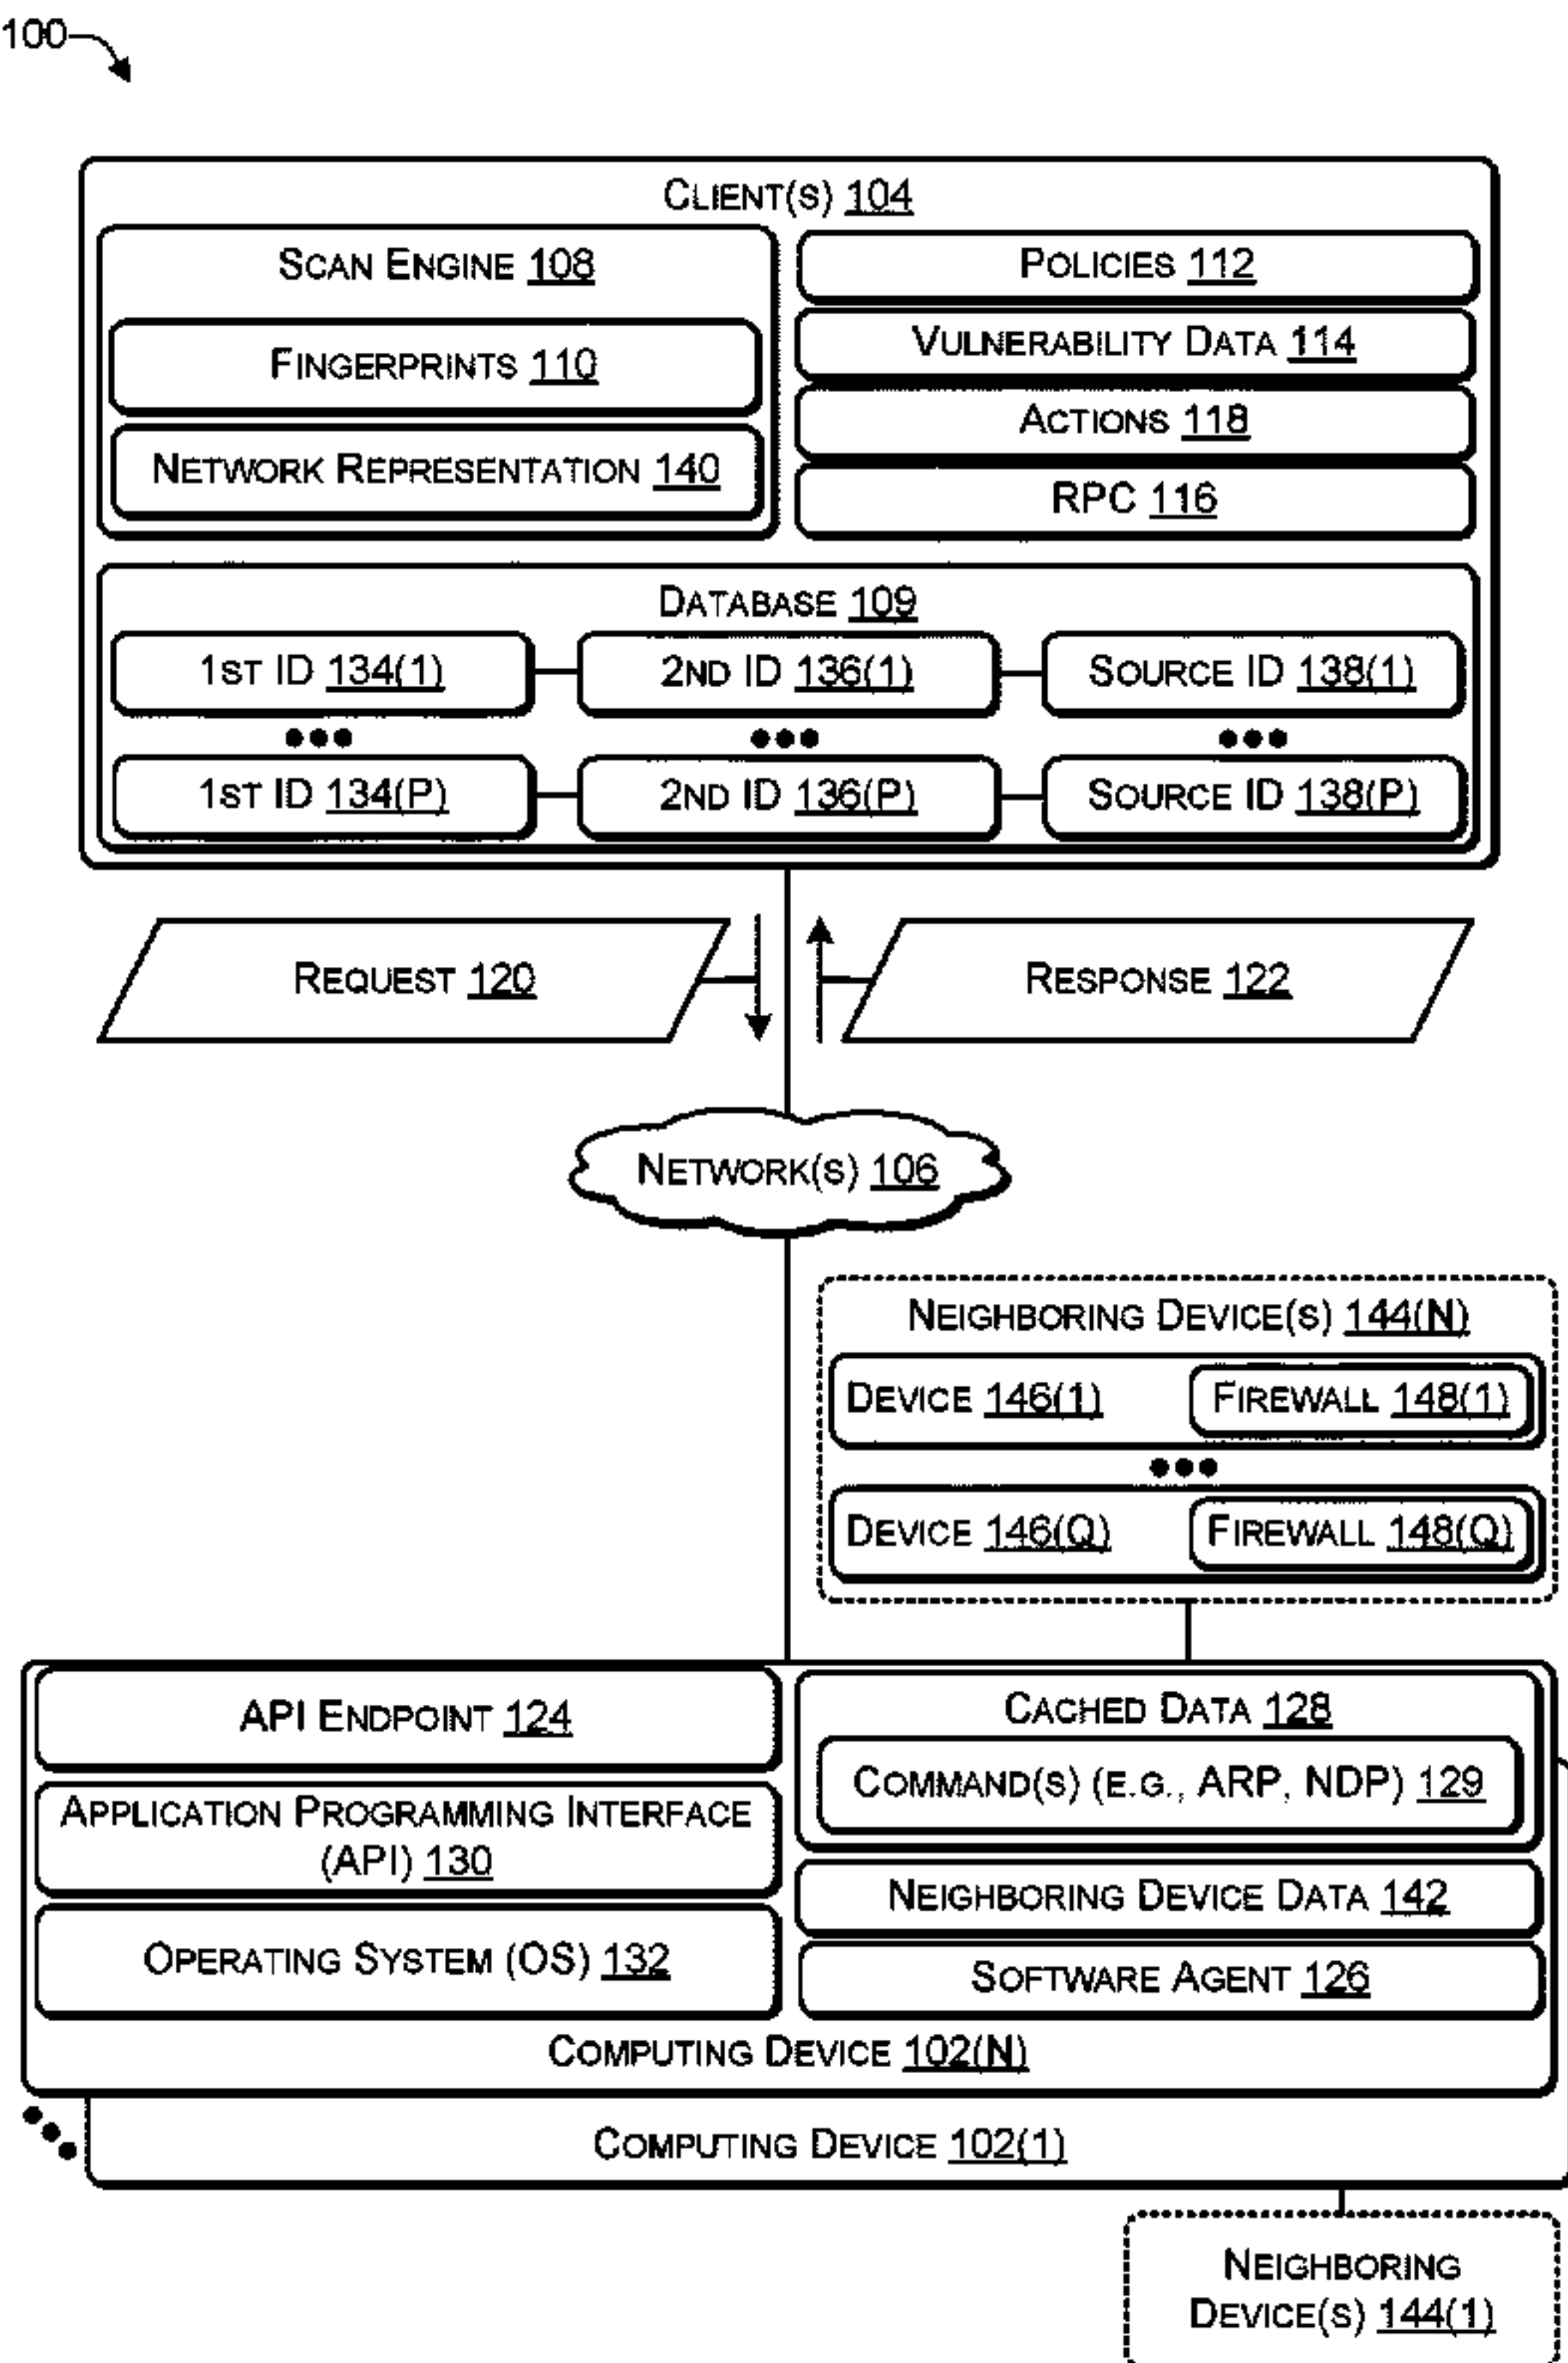 100
CLIENT(S) 104
SCAN ENGINE 108
FINGERPRINTS 110
NETWORK REPRESENTATION 140
POLICIES 112
VULNERABILITY DATA 114
ACTIONS 118
RPC 116
DATABASE 109
1ST ID 134(1)
2ND ID 136(1)
SOURCE ID 138(1)
1ST ID 134(P)
2ND ID 136(P)
SOURCE ID 138(P)
REQUEST 120
RESPONSE 122
NETWORK(S) 106
NEIGHBORING DEVICE(S) 144(N)
DEVICE 146(1)
FIREWALL 148(1)
DEVICE 146(Q)
FIREWALL 148(Q)
API ENDPOINT 124
APPLICATION PROGRAMMING INTERFACE
(API) 130
OPERATING SYSTEM (OS) 132
CACHED DATA 128
COMMAND(S) (E.G., ARP, NDP) 129
NEIGHBORING DEVICE DATA 142
SOFTWARE AGENT 126
COMPUTING DEVICE 102(N)
COMPUTING DEVICE 102(1)
NEIGHBORING
DEVICE(S) 144(1)